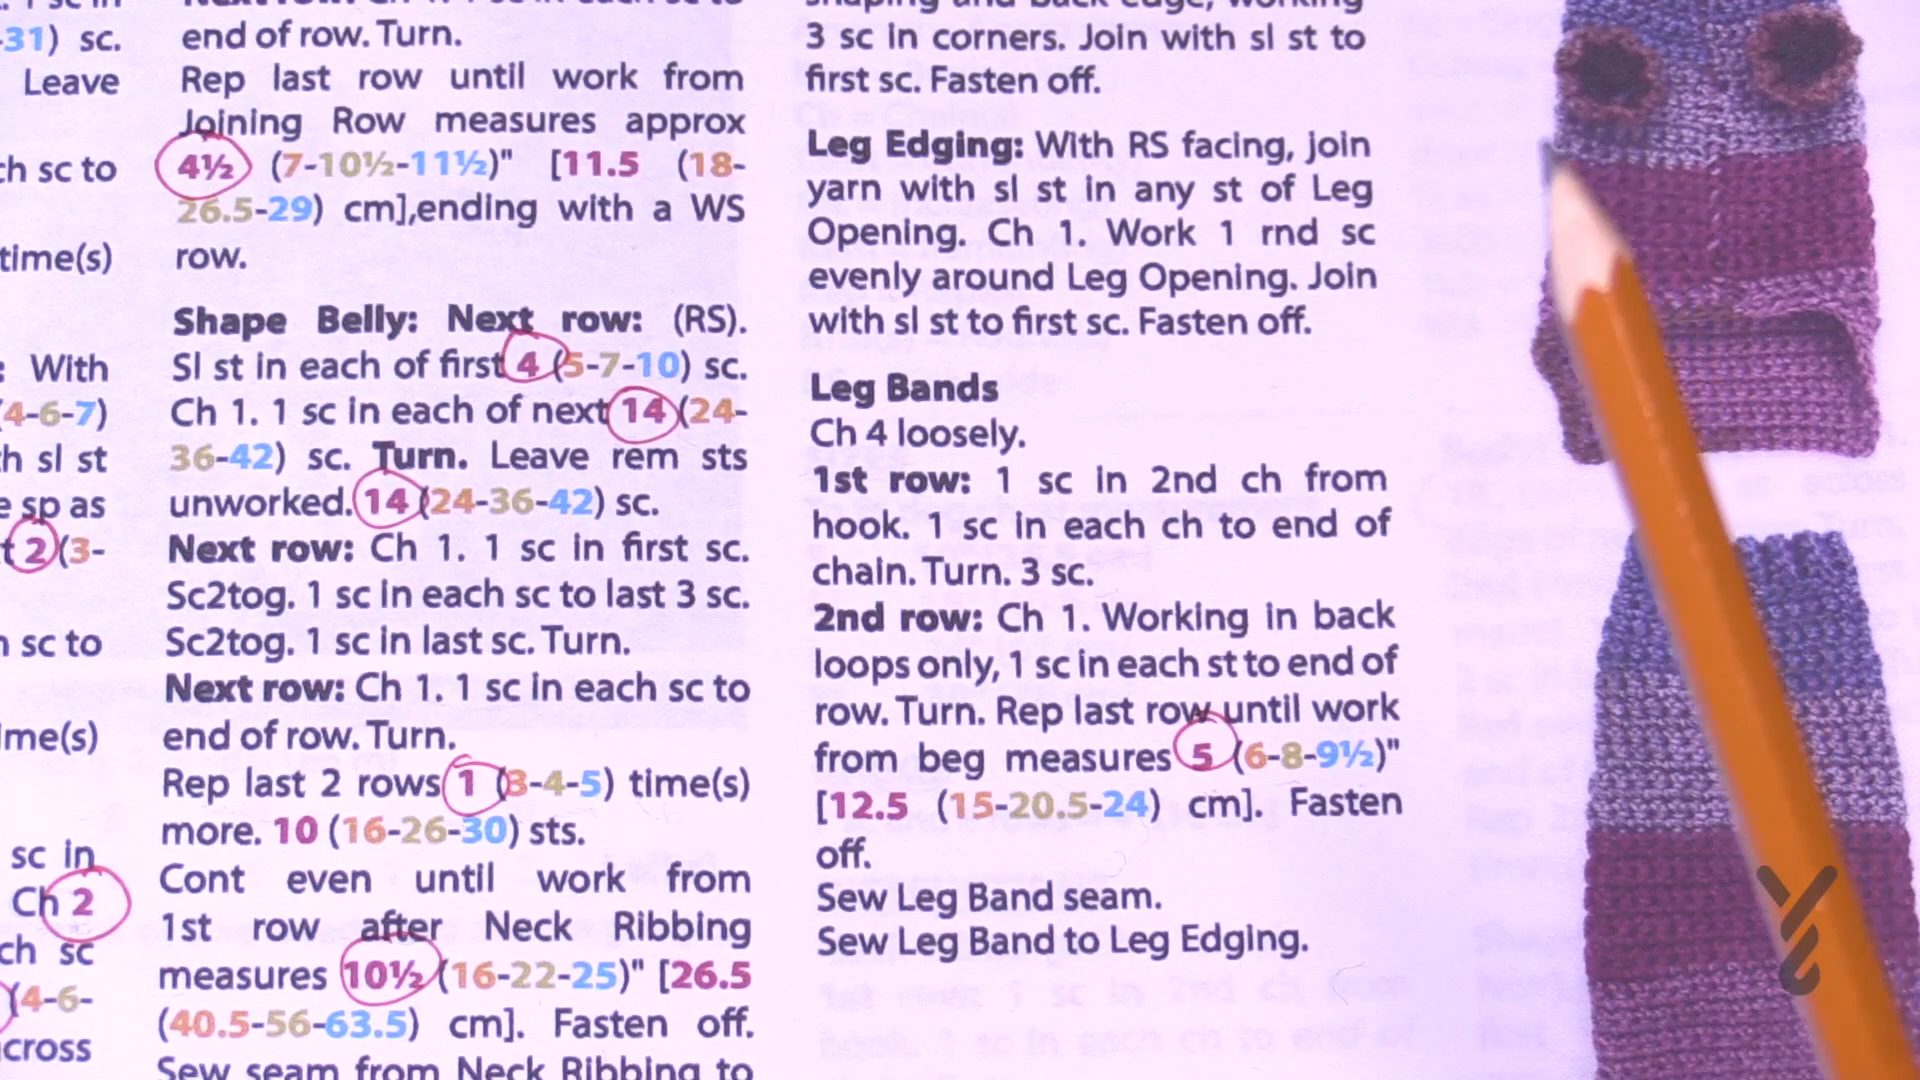 31) sc.
Leave
ch sc to
time(s)
: With
4-6-7)
h sl st
e sp as
t 2 (3-
n sc to
ime(s)
sc in
Ch 2
ch sc
(4-6-
cross
end of row. Turn.
Rep last row until work from
Joining Row measures approx
4½ (7-10½-11½)" [11.5 (18-
26.5-29) cm],ending with a WS
row.
Shape Belly: Next row: (RS).
Sl st in each of first 4 (5-7-10) sc.
Ch 1. 1 sc in each of next 14 (24-
36-42) sc. Turn. Leave rem sts
unworked. 14 (24-36-42) sc.
Next row: Ch 1. 1 sc in first sc.
Sc2tog. 1 sc in each sc to last 3 sc.
Sc2tog. 1 sc in last sc. Turn.
Next row: Ch 1. 1 sc in each sc to
end of row. Turn.
Rep last 2 rows 1 (3-4-5) time(s)
more. 10 (16-26-30) sts.
Cont even until work from
1st row after Neck Ribbing
measures 10½ (16-22-25)" [26.5
(40.5-56-63.5) cm]. Fasten off.
Sew seam from Neck Ribbing to
shaping and back edge, working
3 sc in corners. Join with sl st to
first sc. Fasten off.
Leg Edging: With RS facing, join
yarn with sl st in any st of Leg
Opening. Ch 1. Work 1 rnd sc
evenly around Leg Opening. Join
with sl st to first sc. Fasten off.
Leg Bands
Ch 4 loosely.
1st row: 1 sc in 2nd ch from
hook. 1 sc in each ch to end of
chain. Turn. 3 sc.
2nd row: Ch 1. Working in back
loops only, 1 sc in each st to end of
row. Turn. Rep last row until work
from beg measures 5 (6-8-9½)"
[12.5 (15-20.5-24) cm]. Fasten
off.
Sew Leg Band seam.
Sew Leg Band to Leg Edging.